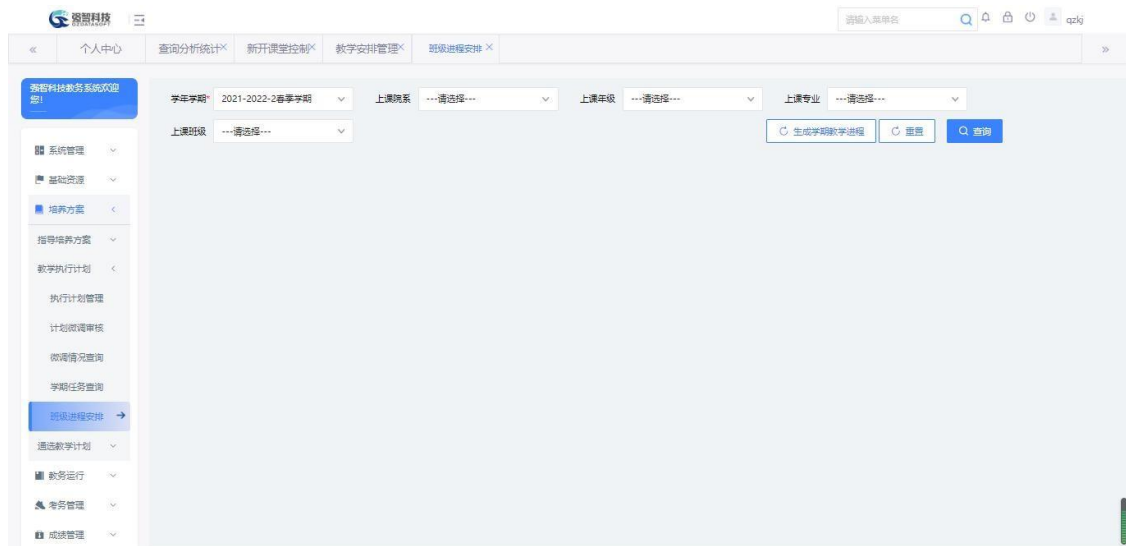 强智科技
QZDATASOFT
请输入菜单名
qzkj
个人中心
查询分析统计
新开课堂控制
教学安排管理
班级进程安排
强智科技教务系统欢迎
您!
学年学期* 2021-2022-2春季学期
上课院系 ---请选择---
上课年级 ---请选择---
上课专业 ---请选择---
上课班级 ---请选择---
生成学期教学进程
重置
查询
系统管理
基础资源
培养方案
指导培养方案
教学执行计划
执行计划管理
计划微调审核
微调情况查询
学期任务查询
班级进程安排
通选教学计划
教务运行
考务管理
成绩管理